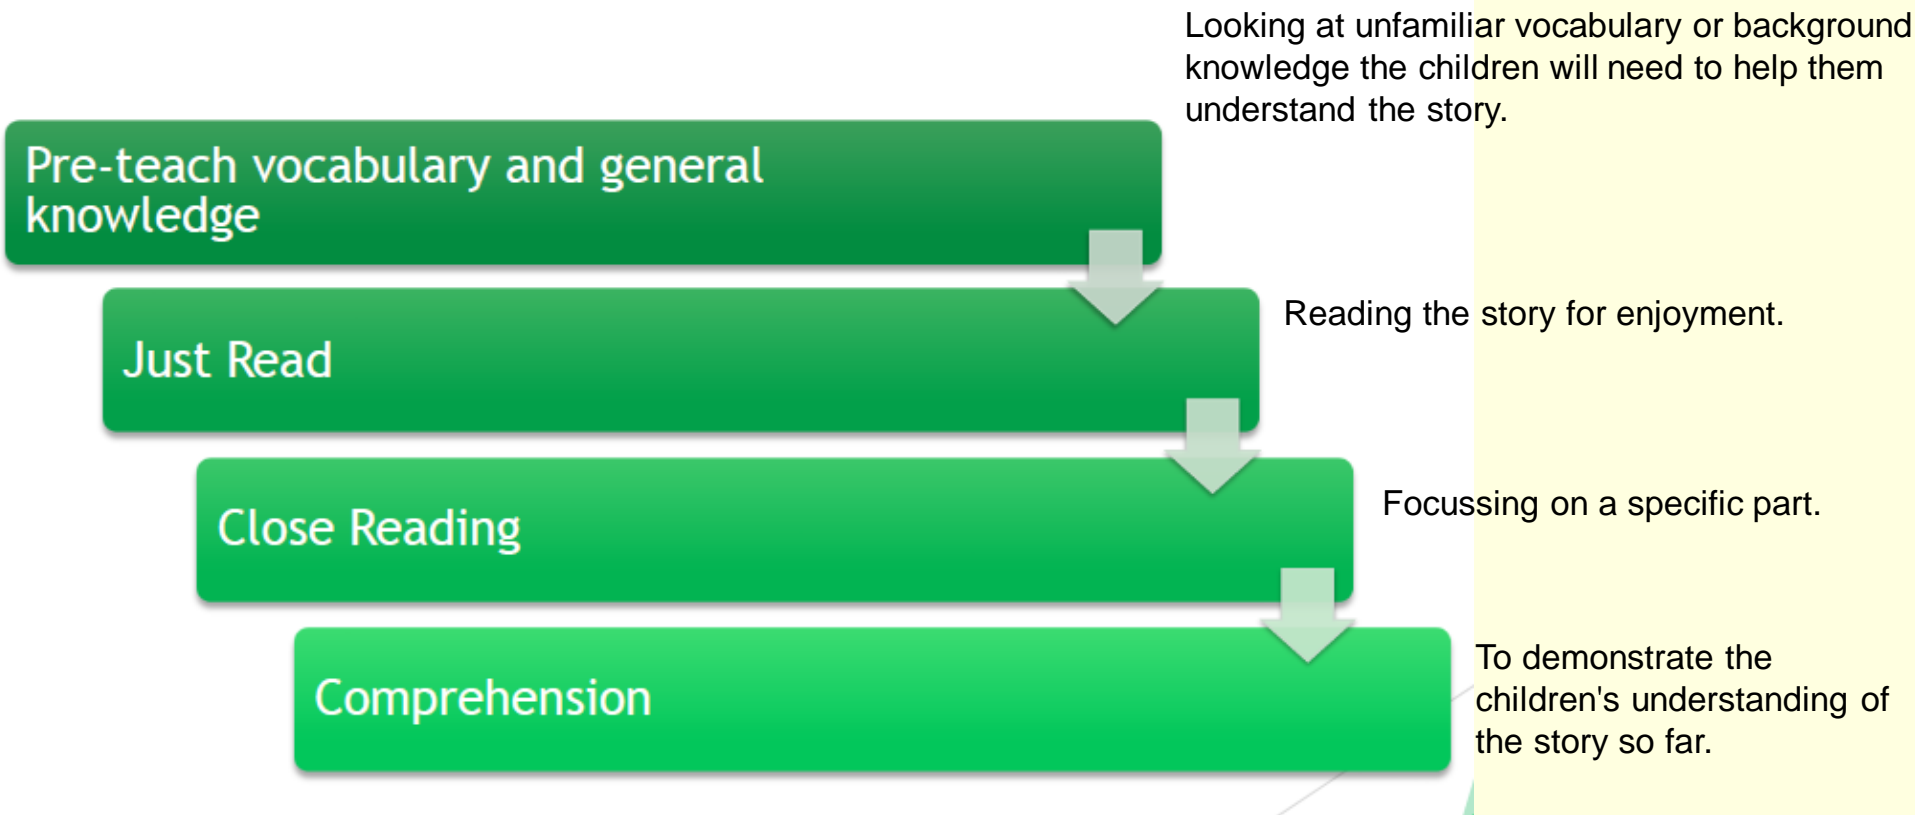 Looking at unfamiliar vocabulary or background
knowledge the children will need to help them
understand the story.
Pre-teach vocabulary and general
knowledge
Reading the story for enjoyment.
Just Read
Focussing on a specific part.
Close Reading
To demonstrate the
children's understanding of
the story so far.
Comprehension